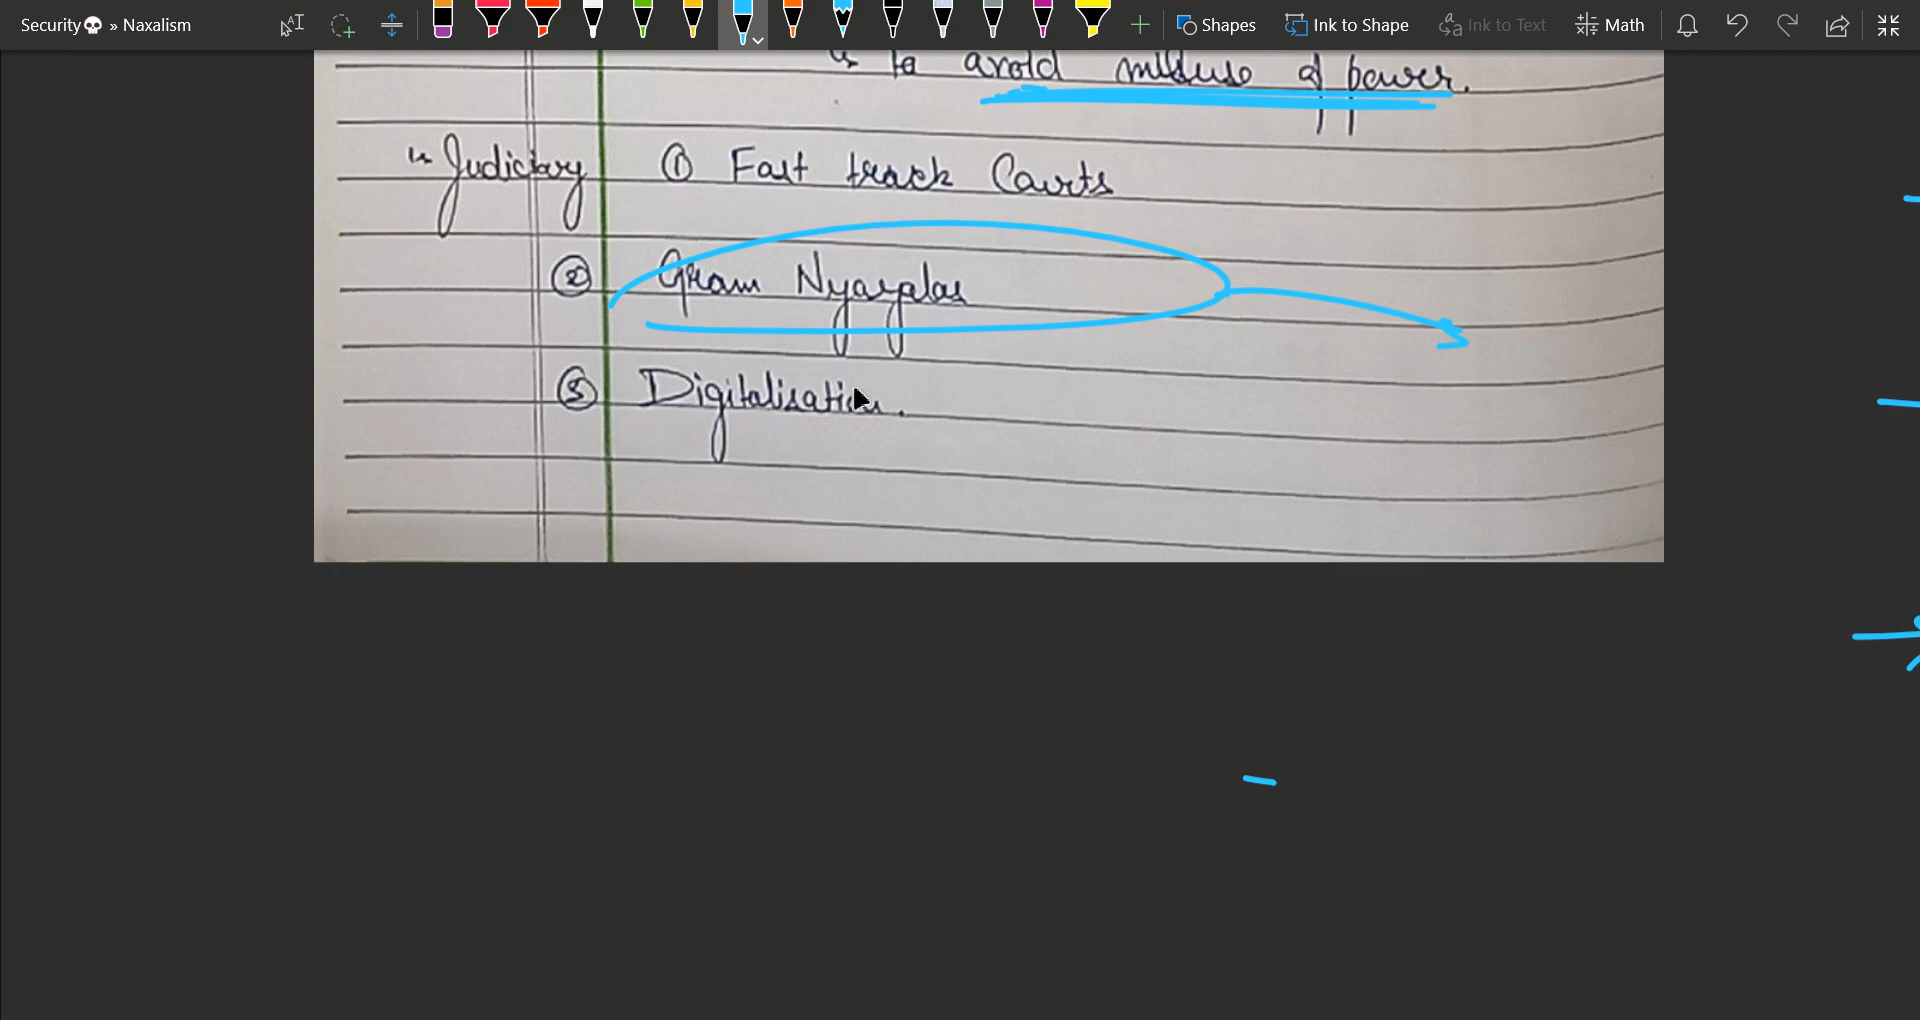 Security💀 » Naxalism
Shapes
Ink to Shape
Ink to Text
Math
to avoid misuse of power.
Judiciary ① Fast track Courts
② Gram Nyayalas
③ Digitalisation.